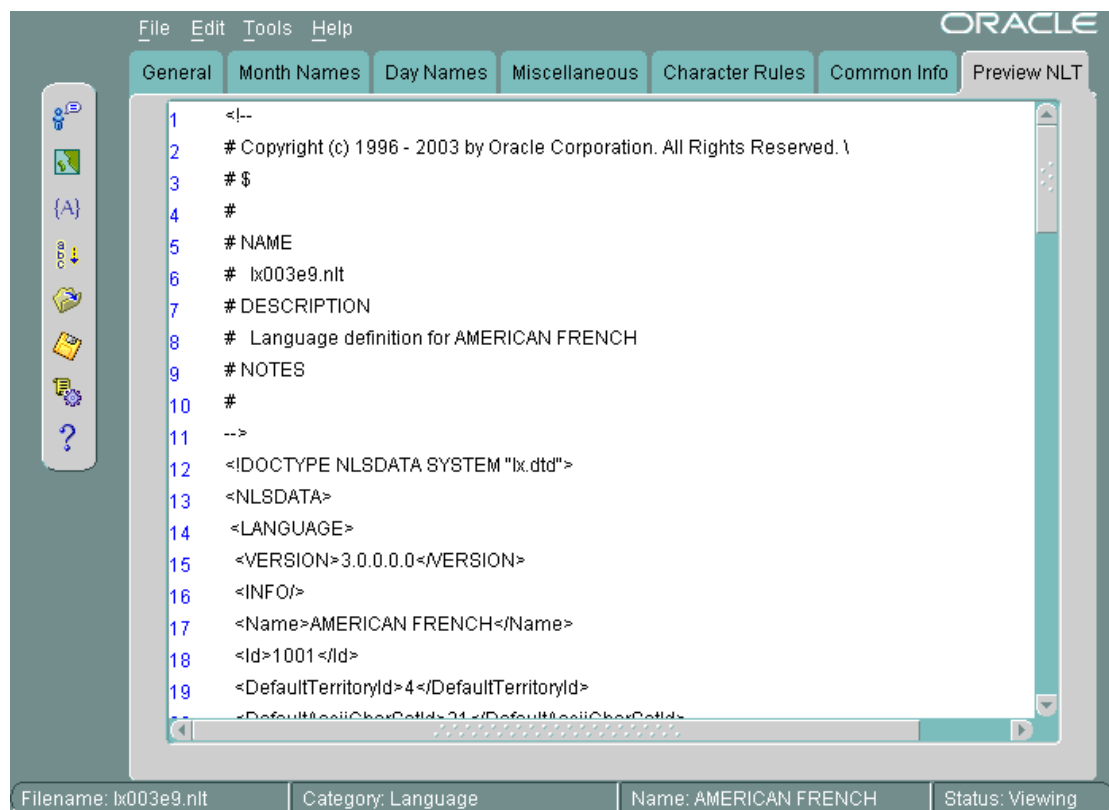 File Edit Tools Help
ORACLE
General Month Names Day Names Miscellaneous Character Rules Common Info Preview NLT
{A}
a
b
c
?
1 <!--
2 # Copyright (c) 1996 - 2003 by Oracle Corporation. All Rights Reserved. \
3 # $
4 #
5 # NAME
6 # lx003e9.nlt
7 # DESCRIPTION
8 # Language definition for AMERICAN FRENCH
9 # NOTES
10 #
11 -->
12 <!DOCTYPE NLSDATA SYSTEM "lx.dtd">
13 <NLSDATA>
14 <LANGUAGE>
15 <VERSION>3.0.0.0.0</VERSION>
16 <INFO/>
17 <Name>AMERICAN FRENCH</Name>
18 <Id>1001</Id>
19 <DefaultTerritoryId>4</DefaultTerritoryId>
<DefaultAsciiCharSetId>31</DefaultAsciiCharSetId>
Filename: lx003e9.nlt Category: Language Name: AMERICAN FRENCH Status: Viewing